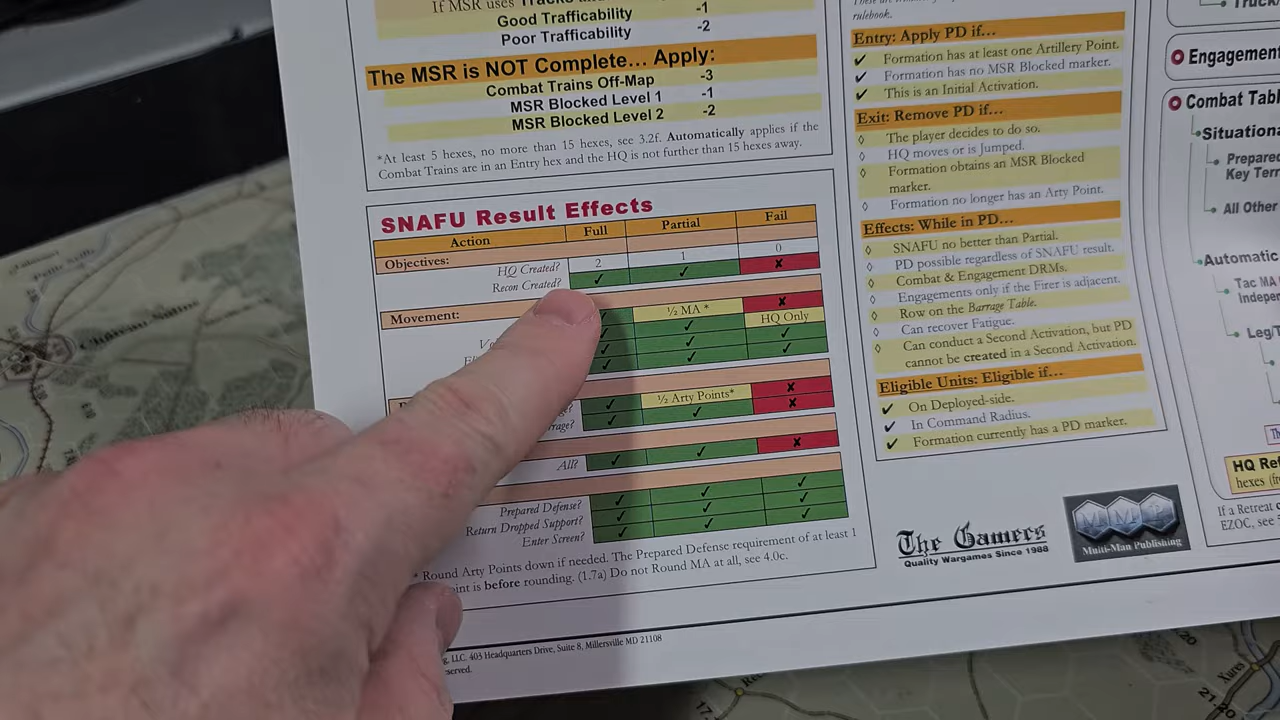 If MSR uses Tracks
Good Trafficability -1
Poor Trafficability -2
The MSR is NOT Complete... Apply:
Combat Trains Off-Map -3
MSR Blocked Level 1 -1
MSR Blocked Level 2 -2
*At least 5 hexes, no more than 15 hexes, see 3.2f. Automatically applies if the
Combat Trains are in an Entry hex and the HQ is not further than 15 hexes away.
SNAFU Result Effects
Action Full Partial Fail
Objectives:
HQ Created? 2 1 0
Recon Created? ✓ ✓ ✗
Movement:
✓ ½ MA * ✗
✓ ✓ HQ Only
✓ ✓ ✓
✓ ✓ ✓
✓ ½ Arty Points* ✗
✓ ✓ ✗
All? ✓ ✓ ✗
Prepared Defense? ✓ ✓ ✓
Return Dropped Support? ✓ ✓ ✓
Enter Screen? ✓ ✓ ✓
* Round Arty Points down if needed. The Prepared Defense requirement of at least 1
is before rounding. (1.7a) Do not Round MA at all, see 4.0c.
LLC. 403 Headquarters Drive, Suite 8, Millersville MD 21108
rulebook.
Entry: Apply PD if…
✓ Formation has at least one Artillery Point.
✓ Formation has no MSR Blocked marker.
✓ This is an Initial Activation.
Exit: Remove PD if…
◊ The player decides to do so.
◊ HQ moves or is Jumped.
◊ Formation obtains an MSR Blocked
marker.
◊ Formation no longer has an Arty Point.
Effects: While in PD…
◊ SNAFU no better than Partial.
◊ PD possible regardless of SNAFU result.
◊ Combat & Engagement DRMs.
◊ Engagements only if the Firer is adjacent.
◊ Row on the Barrage Table.
◊ Can recover Fatigue.
◊ Can conduct a Second Activation, but PD
cannot be created in a Second Activation.
Eligible Units: Eligible if…
✓ On Deployed-side.
✓ In Command Radius.
✓ Formation currently has a PD marker.
The Gamers
Quality Wargames Since 1988
MMP
Multi-Man Publishing
Engagement
Combat
Situational
Prepared
Key
All Other
Automatic
Tac MA
HQ
hexes
If a Retreat
EZOC, see